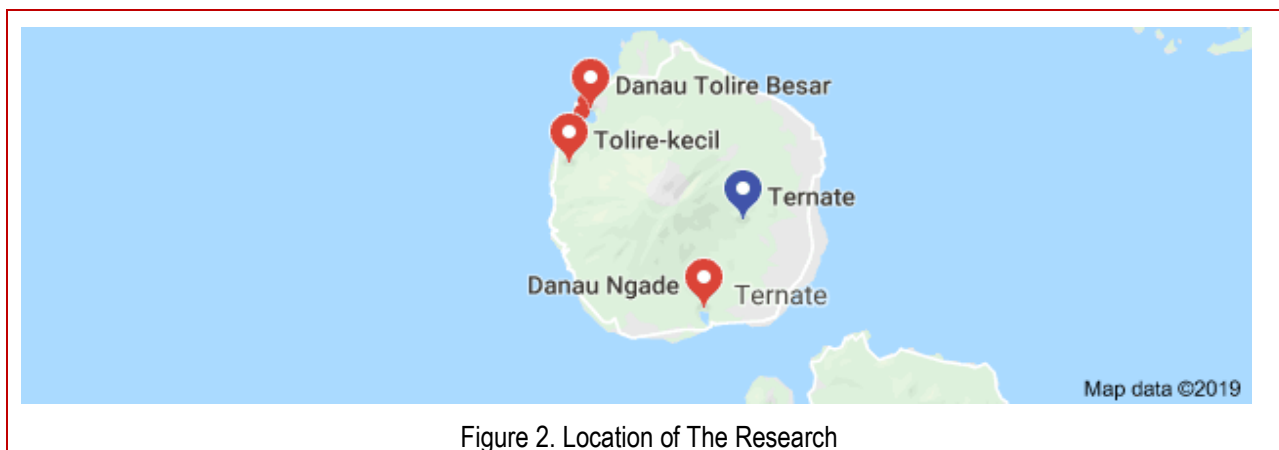 Danau Tolire Besar
Tolire-kecil
Ternate
Danau Ngade
Ternate
Map data ©2019
Figure 2. Location of The Research